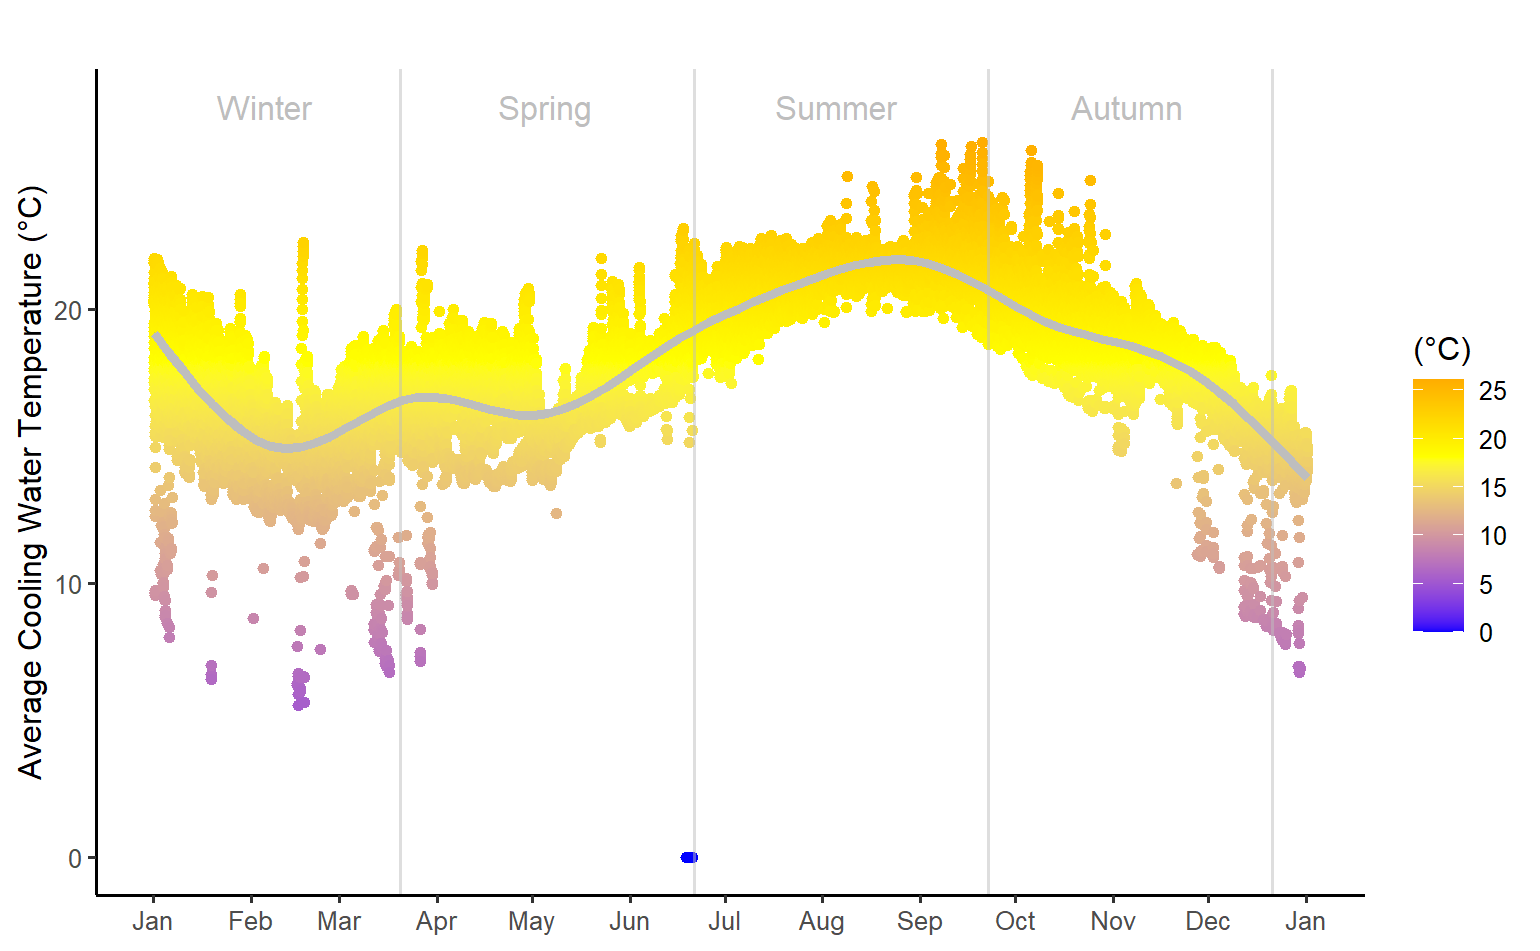 Winter Spring Summer Autumn
Average Cooling Water Temperature (°C)
20
10
0
Jan Feb Mar Apr May Jun Jul Aug Sep Oct Nov Dec Jan
(°C)
25
20
15
10
5
0